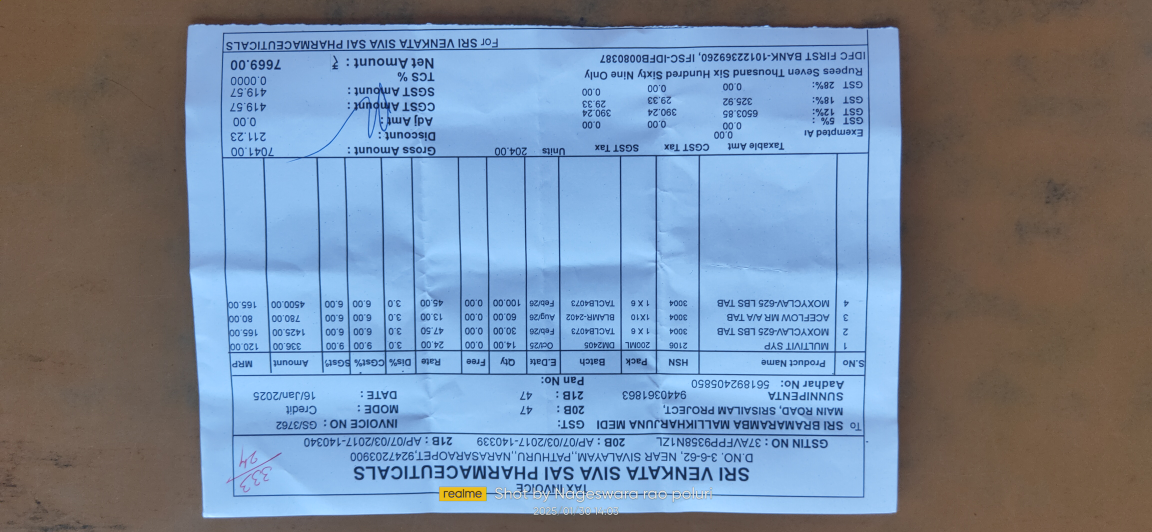 TAX INVOICE
SRI VENKATA SIVA SAI PHARMACEUTICALS
D.NO. 3-6-62, NEAR SIVALAYAM,,PATHURU,,NARASARAOPET,9247203900
GSTIN NO : 37AVFPP9358N1ZL 20B : AP/07/03/2017-140339 21B : AP/07/03/2017-140340
333
24
To SRI BRAMARAMBA MALLIKHARJUNA MEDI GST: INVOICE NO : GS/3762
MAIN, ROAD, SRISAILAM PROJECT, 20B : 47 MODE : Credit
SUNNIPENTA 9440361863 21B : 47 DATE : 16/Jan/2025
Aadhar No: 561892405850 Pan No:
S.NO Product Name HSN Pack Batch E.Date Qty Free Rate Dis% CGst% SGst% Amount MRP
1 MULTIVIT SYP 2106 200ML DM2405 Oct/25 14.00 0.00 24.00 3.0 9.00 9.00 336.00 120.00
2 MOXYCLAV-625 LBS TAB 3004 1 X 6 TACLB4073 Feb/26 30.00 0.00 47.50 3.0 6.00 6.00 1425.00 165.00
3 ACEFLOW MR A/A TAB 3004 1X10 BLAMR-2402 Aug/26 60.00 0.00 13.00 3.0 6.00 6.00 780.00 80.00
4 MOXYCLAV-625 LBS TAB 3004 1 X 6 TACLB4073 Feb/26 100.00 0.00 45.00 3.0 6.00 6.00 4500.00 165.00
Taxable Amt CGST Tax SGST Tax Units 204.00 Gross Amount : 7041.00
Exempted 0.00 Discount : 211.23
GST 5% : 0.00 0.00 0.00 Adj Amt : 0.00
GST 12%: 6503.85 390.24 390.24 CGST Amount : 419.57
GST 18%: 325.92 29.33 29.33 SGST Amount : 419.57
GST 28%: 0.00 0.00 0.00 TCS % 0.0000
Rupees Seven Thousand Six Hundred Sixty Nine Only Net Amount : ₹ 7669.00
IDFC FIRST BANK-10122369260, IFSC-IDFB0080387
For SRI VENKATA SIVA SAI PHARMACEUTICALS
realme Shot by Nageswara rao poluri
2025/01/30 14:03